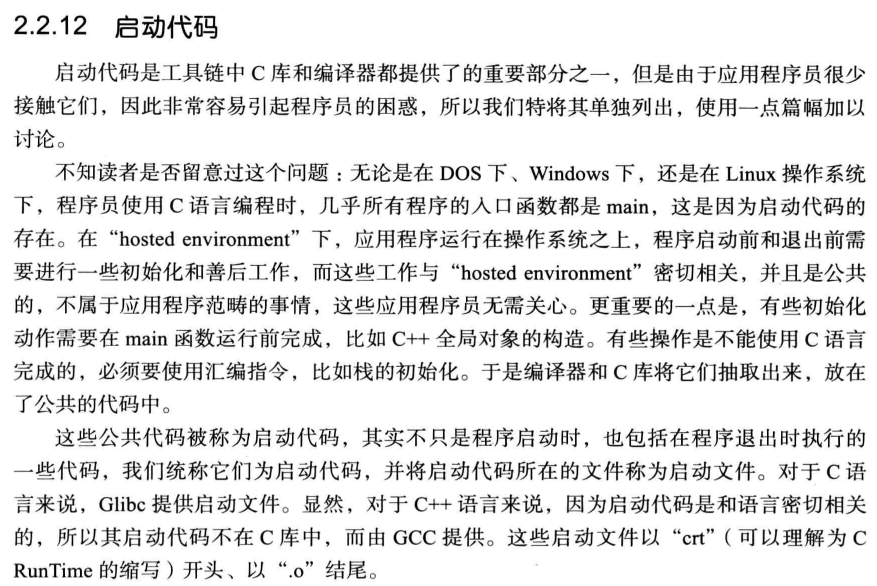 2.2.12 启动代码
启动代码是工具链中 C 库和编译器都提供了的重要部分之一，但是由于应用程序员很少
接触它们，因此非常容易引起程序员的困惑，所以我们特将其单独列出，使用一点篇幅加以
讨论。
不知读者是否留意过这个问题：无论是在 DOS 下、Windows 下，还是在 Linux 操作系统
下，程序员使用 C 语言编程时，几乎所有程序的入口函数都是 main，这是因为启动代码的
存在。在“hosted environment”下，应用程序运行在操作系统之上，程序启动前和退出前需
要进行一些初始化和善后工作，而这些工作与“hosted environment”密切相关，并且是公共
的，不属于应用程序范畴的事情，这些应用程序员无需关心。更重要的一点是，有些初始化
动作需要在 main 函数运行前完成，比如 C++ 全局对象的构造。有些操作是不能使用 C 语言
完成的，必须要使用汇编指令，比如栈的初始化。于是编译器和 C 库将它们抽取出来，放在
了公共的代码中。
这些公共代码被称为启动代码，其实不只是程序启动时，也包括在程序退出时执行的
一些代码，我们统称它们为启动代码，并将启动代码所在的文件称为启动文件。对于 C 语
言来说，Glibc 提供启动文件。显然，对于 C++ 语言来说，因为启动代码是和语言密切相关
的，所以其启动代码不在 C 库中，而由 GCC 提供。这些启动文件以“crt”（可以理解为 C
RunTime 的缩写）开头、以“.o”结尾。